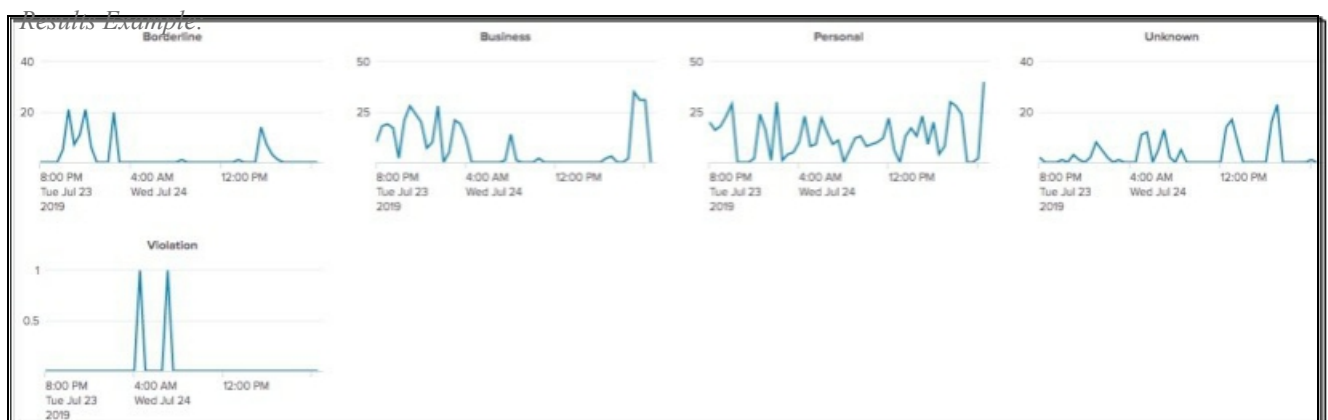 Results Example:
Borderline
40
20
8:00 PM
Tue Jul 23
2019
4:00 AM
Wed Jul 24
12:00 PM
Business
50
25
8:00 PM
Tue Jul 23
2019
4:00 AM
Wed Jul 24
12:00 PM
Personal
50
25
8:00 PM
Tue Jul 23
2019
4:00 AM
Wed Jul 24
12:00 PM
Unknown
40
20
8:00 PM
Tue Jul 23
2019
4:00 AM
Wed Jul 24
12:00 PM
Violation
1
0.5
8:00 PM
Tue Jul 23
2019
4:00 AM
Wed Jul 24
12:00 PM